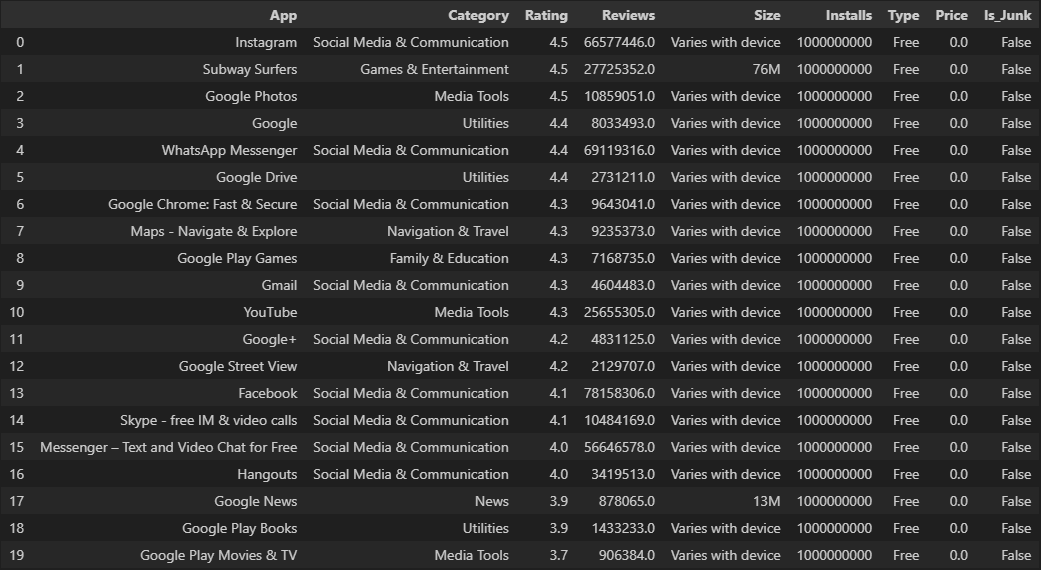 App Category Rating Reviews Size Installs Type Price Is_Junk
0 Instagram Social Media & Communication 4.5 66577446.0 Varies with device 1000000000 Free 0.0 False
1 Subway Surfers Games & Entertainment 4.5 27725352.0 76M 1000000000 Free 0.0 False
2 Google Photos Media Tools 4.5 10859051.0 Varies with device 1000000000 Free 0.0 False
3 Google Utilities 4.4 8033493.0 Varies with device 1000000000 Free 0.0 False
4 WhatsApp Messenger Social Media & Communication 4.4 69119316.0 Varies with device 1000000000 Free 0.0 False
5 Google Drive Utilities 4.4 2731211.0 Varies with device 1000000000 Free 0.0 False
6 Google Chrome: Fast & Secure Social Media & Communication 4.3 9643041.0 Varies with device 1000000000 Free 0.0 False
7 Maps - Navigate & Explore Navigation & Travel 4.3 9235373.0 Varies with device 1000000000 Free 0.0 False
8 Google Play Games Family & Education 4.3 7168735.0 Varies with device 1000000000 Free 0.0 False
9 Gmail Social Media & Communication 4.3 4604483.0 Varies with device 1000000000 Free 0.0 False
10 YouTube Media Tools 4.3 25655305.0 Varies with device 1000000000 Free 0.0 False
11 Google+ Social Media & Communication 4.2 4831125.0 Varies with device 1000000000 Free 0.0 False
12 Google Street View Navigation & Travel 4.2 2129707.0 Varies with device 1000000000 Free 0.0 False
13 Facebook Social Media & Communication 4.1 78158306.0 Varies with device 1000000000 Free 0.0 False
14 Skype - free IM & video calls Social Media & Communication 4.1 10484169.0 Varies with device 1000000000 Free 0.0 False
15 Messenger – Text and Video Chat for Free Social Media & Communication 4.0 56646578.0 Varies with device 1000000000 Free 0.0 False
16 Hangouts Social Media & Communication 4.0 3419513.0 Varies with device 1000000000 Free 0.0 False
17 Google News News 3.9 878065.0 13M 1000000000 Free 0.0 False
18 Google Play Books Utilities 3.9 1433233.0 Varies with device 1000000000 Free 0.0 False
19 Google Play Movies & TV Media Tools 3.7 906384.0 Varies with device 1000000000 Free 0.0 False